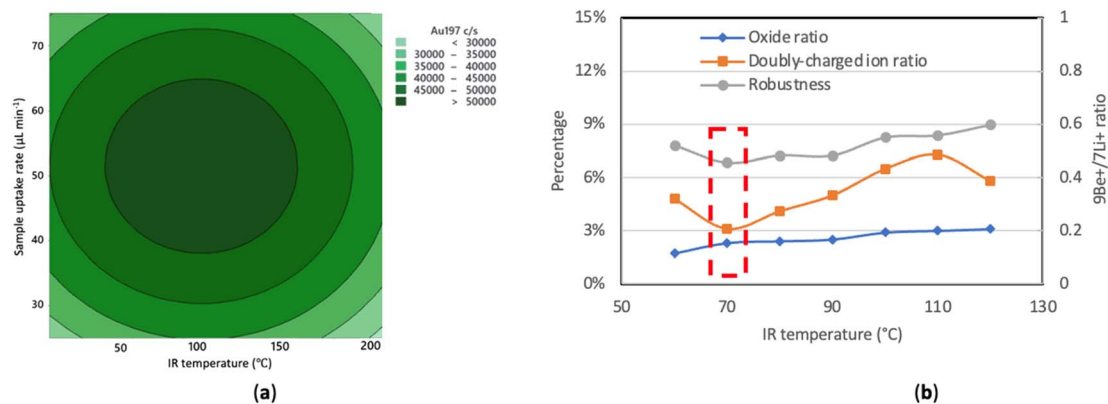 Au197 c/s
< 30000
30000 – 35000
35000 – 40000
40000 – 45000
45000 – 50000
> 50000
70
60
50
40
30
Sample uptake rate (µL min⁻¹)
50
100
150
200
IR temperature (°C)
(a)
15%
12%
9%
6%
3%
0%
Percentage
Oxide ratio
Doubly-charged ion ratio
Robustness
1
0.8
0.6
0.4
0.2
0
9Be+/7Li+ ratio
50
70
90
110
130
IR temperature (°C)
(b)